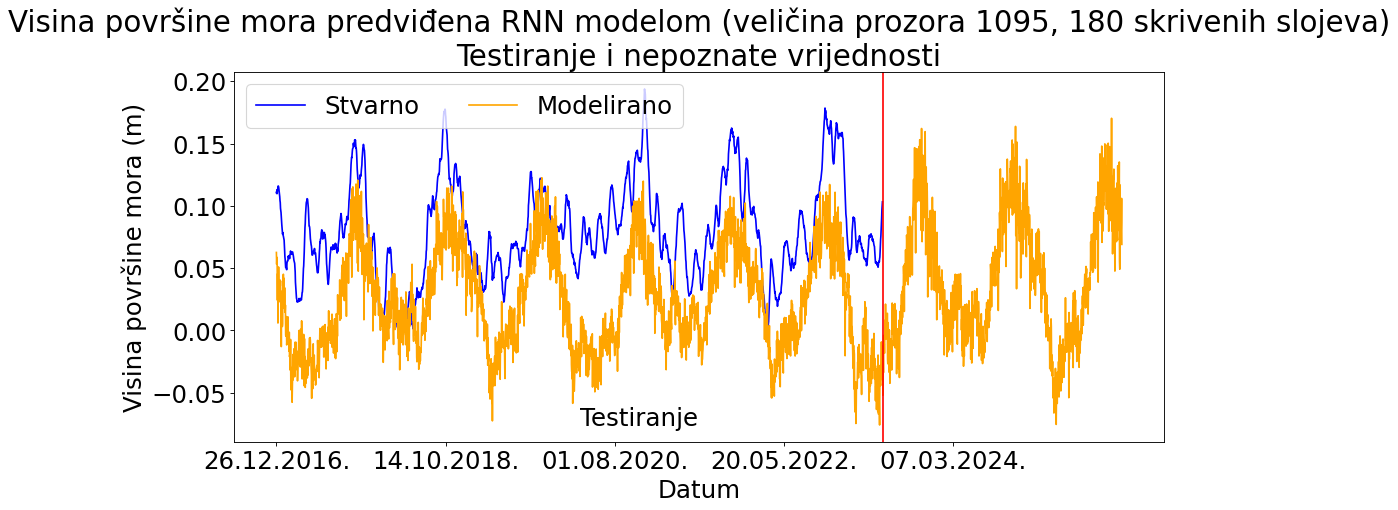 Visina površine mora predviđena RNN modelom (veličina prozora 1095, 180 skrivenih slojeva)
Testiranje i nepoznate vrijednosti
Stvarno
Modelirano
0.20
0.15
0.10
0.05
0.00
−0.05
Visina površine mora (m)
Testiranje
26.12.2016.
14.10.2018.
01.08.2020.
20.05.2022.
07.03.2024.
Datum